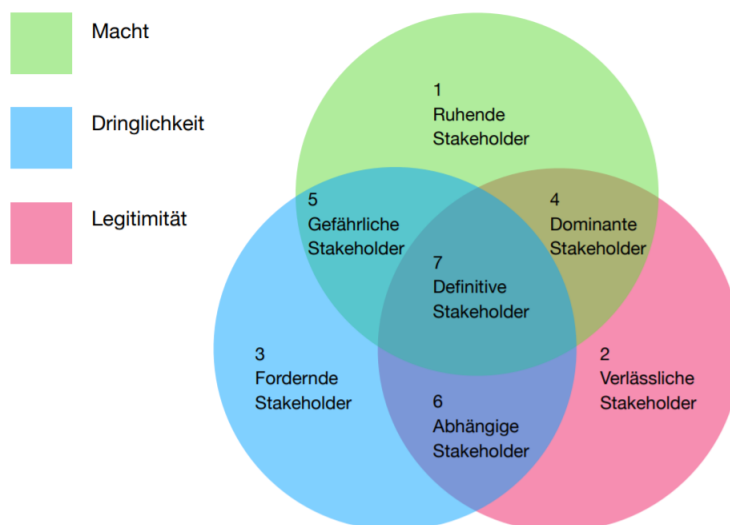 Macht
Dringlichkeit
Legitimität
1
Ruhende
Stakeholder
5
Gefährliche
Stakeholder
4
Dominante
Stakeholder
7
Definitive
Stakeholder
3
Fordernde
Stakeholder
2
Verlässliche
Stakeholder
6
Abhängige
Stakeholder